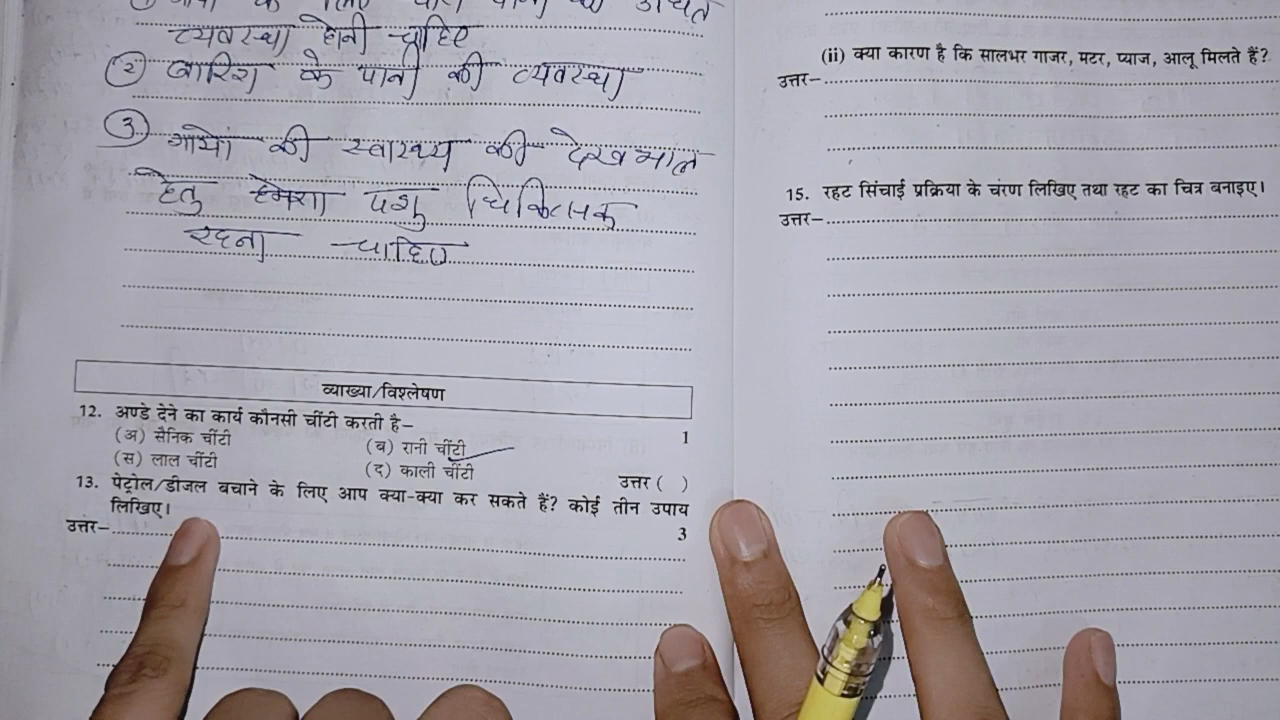 व्यवस्था होनी चाहिए
② बारिश के पानी की व्यवस्था
③ गायो की स्वास्थ्य की देखभाल
हेतु हमेशा पशु चिकित्सक
रहना चाहिए
व्याख्या/विश्लेषण
12. अण्डे देने का कार्य कौनसी चींटी करती है–
1
(अ) सैनिक चींटी (ब) रानी चींटी
(स) लाल चींटी (द) काली चींटी
उत्तर ( )
13. पेट्रोल/डीजल बचाने के लिए आप क्या-क्या कर सकते हैं? कोई तीन उपाय
लिखिए।
3
उत्तर–
(ii) क्या कारण है कि सालभर गाजर, मटर, प्याज, आलू मिलते हैं?
उत्तर–
15. रहट सिंचाई प्रक्रिया के चरण लिखिए तथा रहट का चित्र बनाइए।
उत्तर–